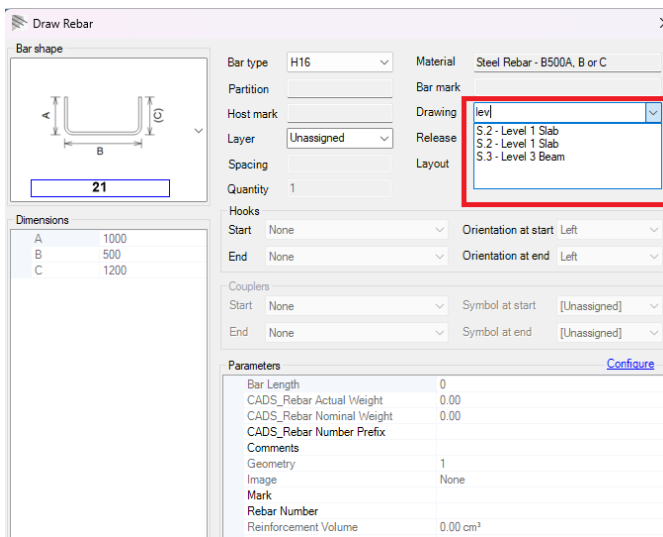 Draw Rebar
Bar shape
A
(C)
B
21
Bar type H16
Partition
Host mark
Layer Unassigned
Spacing
Quantity 1
Material Steel Rebar - B500A, B or C
Bar mark
Drawing lev
S.2 - Level 1 Slab
S.2 - Level 1 Slab
S.3 - Level 3 Beam
Release
Layout
Dimensions
A 1000
B 500
C 1200
Hooks
Start None Orientation at start Left
End None Orientation at end Left
Couplers
Start None Symbol at start [Unassigned]
End None Symbol at end [Unassigned]
Parameters Configure
Bar Length 0
CADS_Rebar Actual Weight 0.00
CADS_Rebar Nominal Weight 0.00
CADS_Rebar Number Prefix
Comments
Geometry 1
Image None
Mark
Rebar Number
Reinforcement Volume 0.00 cm³